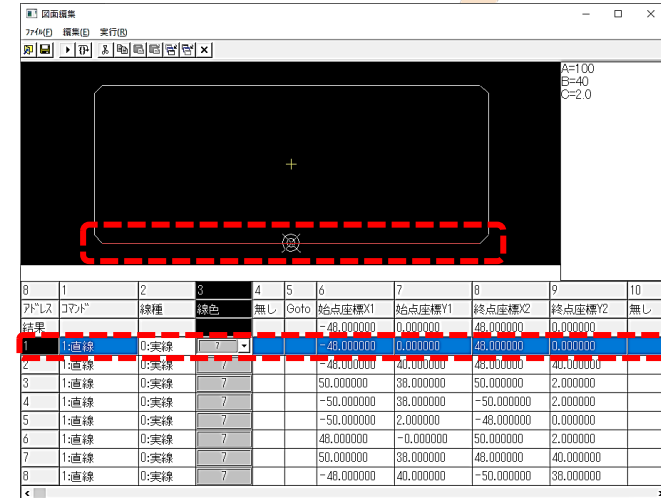 図面編集
ファイル(F) 編集(E) 実行(R)
A=100
B=40
C=2.0
0 1 2 3 4 5 6 7 8 9 10
アドレス コマンド 線種 線色 無し Goto 始点座標X1 始点座標Y1 終点座標X2 終点座標Y2 無し
結果 -48.000000 0.000000 48.000000 0.000000
1 1:直線 0:実線 7 -48.000000 0.000000 48.000000 0.000000
2 1:直線 0:実線 7 -48.000000 40.000000 48.000000 40.000000
3 1:直線 0:実線 7 50.000000 38.000000 50.000000 2.000000
4 1:直線 0:実線 7 -50.000000 38.000000 -50.000000 2.000000
5 1:直線 0:実線 7 -50.000000 2.000000 -48.000000 0.000000
6 1:直線 0:実線 7 48.000000 -0.000000 50.000000 2.000000
7 1:直線 0:実線 7 50.000000 38.000000 48.000000 40.000000
8 1:直線 0:実線 7 -48.000000 40.000000 -50.000000 38.000000